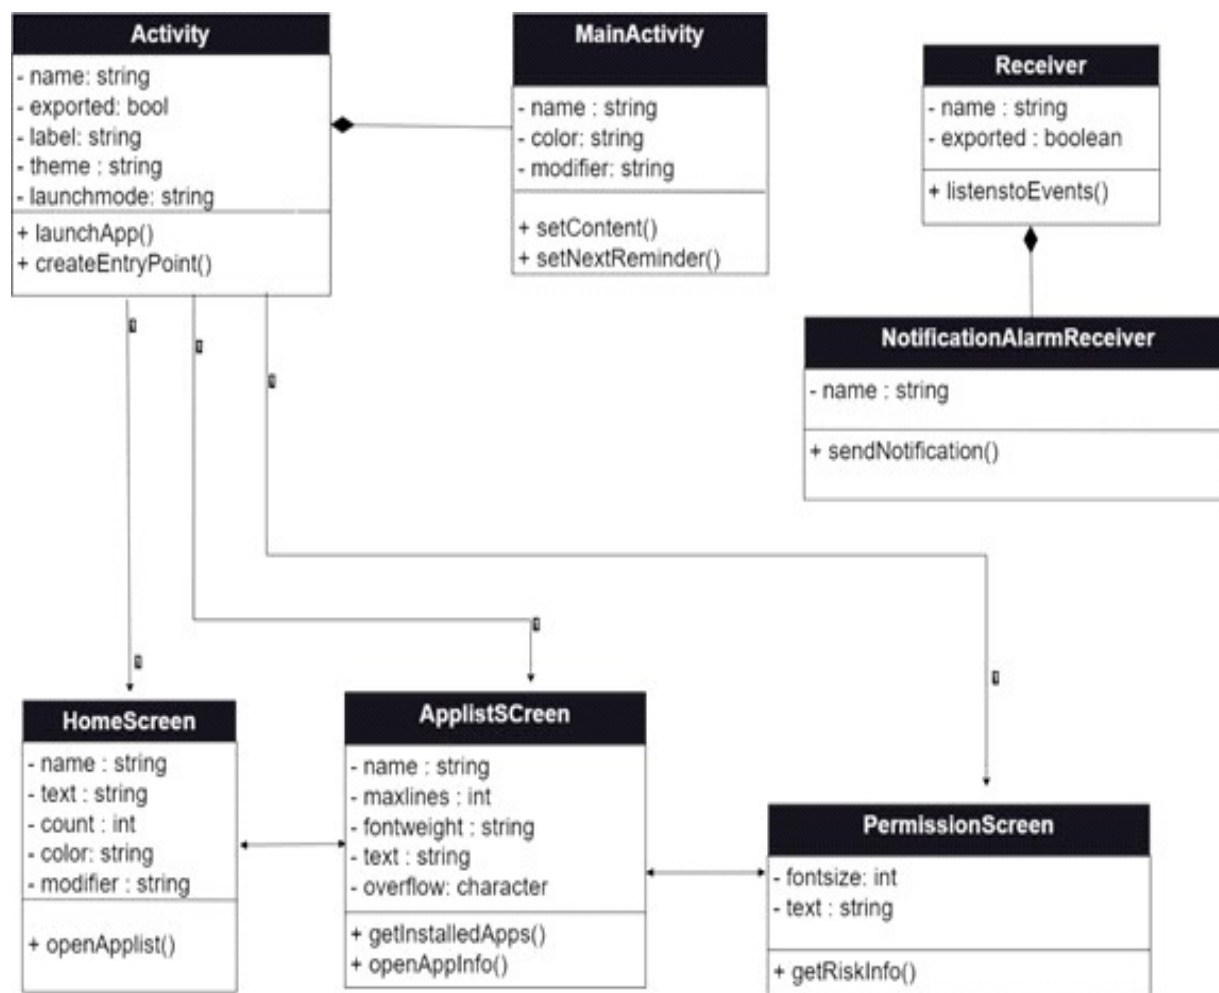 Activity
- name: string
- exported: bool
- label: string
- theme : string
- launchmode: string
+ launchApp()
+ createEntryPoint()
MainActivity
- name : string
- color: string
- modifier: string
+ setContent()
+ setNextReminder()
Receiver
- name : string
- exported : boolean
+ listenstoEvents()
NotificationAlarmReceiver
- name : string
+ sendNotification()
HomeScreen
- name : string
- text : string
- count : int
- color: string
- modifier : string
+ openApplist()
ApplistSCreen
- name : string
- maxlines : int
- fontweight : string
- text : string
- overflow: character
+ getInstalledApps()
+ openAppInfo()
PermissionScreen
- fontsize: int
- text : string
+ getRiskInfo()